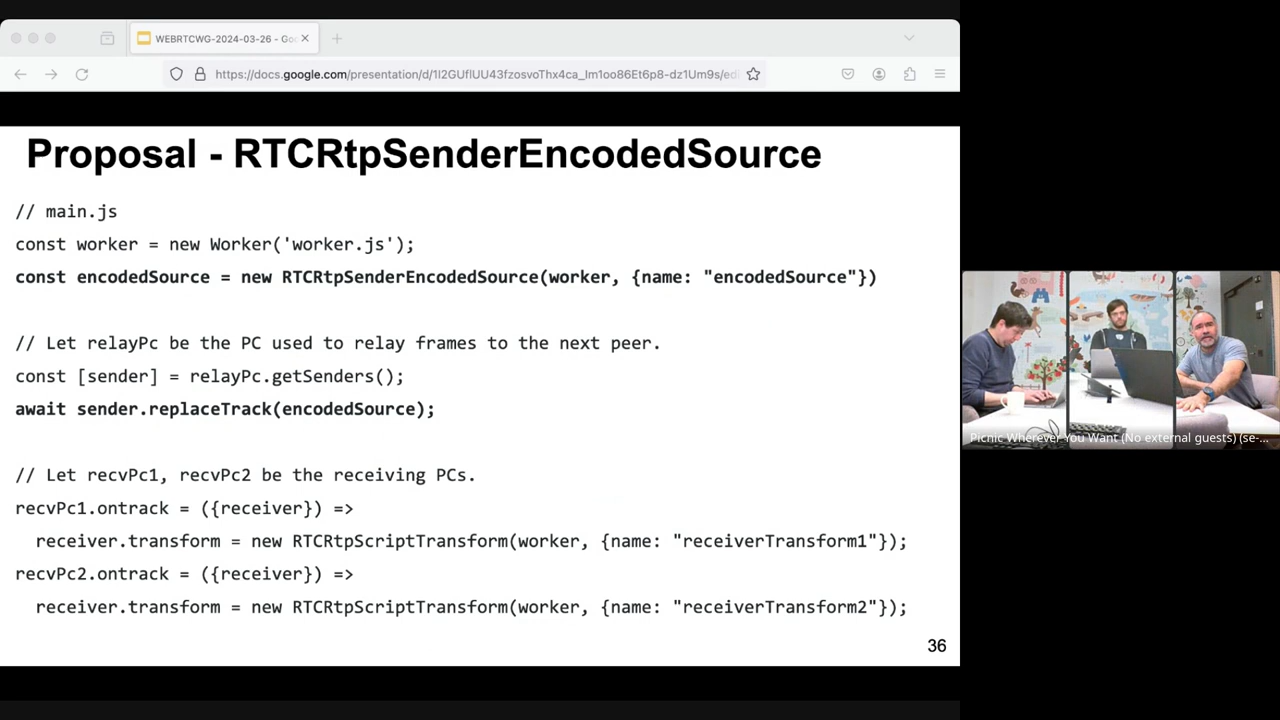 WEBRTCWG-2024-03-26 - Go
https://docs.google.com/presentation/d/1I2GUflUU43fzosvoThx4ca_Im1oo86Et6p8-dz1Um9s/edi
Proposal - RTCRtpSenderEncodedSource
// main.js
const worker = new Worker('worker.js');
const encodedSource = new RTCRtpSenderEncodedSource(worker, {name: "encodedSource"})
// Let relayPc be the PC used to relay frames to the next peer.
const [sender] = relayPc.getSenders();
await sender.replaceTrack(encodedSource);
// Let recvPc1, recvPc2 be the receiving PCs.
recvPc1.ontrack = ({receiver}) =>
receiver.transform = new RTCRtpScriptTransform(worker, {name: "receiverTransform1"});
recvPc2.ontrack = ({receiver}) =>
receiver.transform = new RTCRtpScriptTransform(worker, {name: "receiverTransform2"});
36
Picnic Wherever You Want (No external guests) (se-...